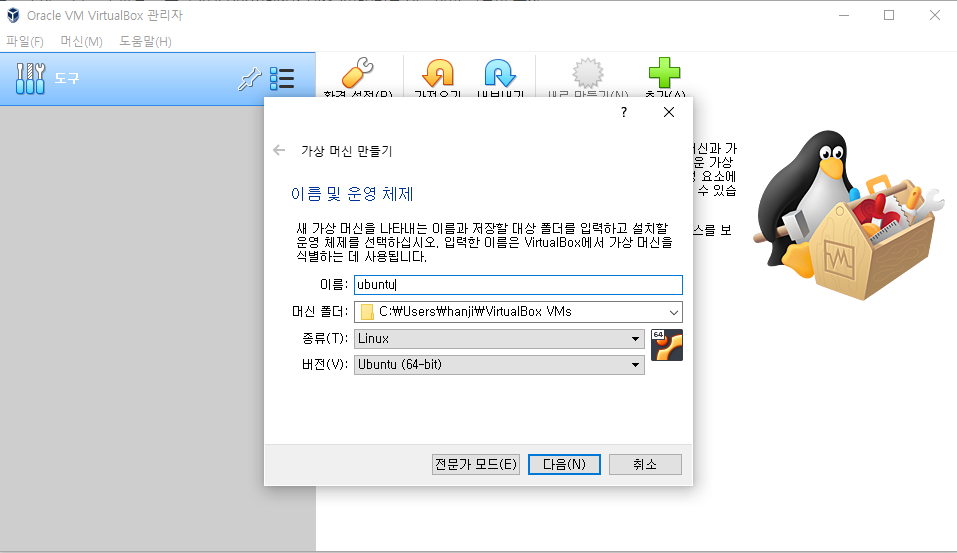 Oracle VM VirtualBox 관리자
파일(F) 머신(M) 도움말(H)
도구
환경 설정(P) 가져오기 내보내기 새로 만들기(N) 추가(A)
?
가상 머신 만들기
이름 및 운영 체제
새 가상 머신을 나타내는 이름과 저장할 대상 폴더를 입력하고 설치할
운영 체제를 선택하십시오. 입력한 이름은 VirtualBox에서 가상 머신을
식별하는 데 사용됩니다.
이름: ubuntu
머신 폴더: C:₩Users₩hanji₩VirtualBox VMs
종류(T): Linux
64
버전(V): Ubuntu (64-bit)
전문가 모드(E) 다음(N) 취소
머신과 가
운 가상
요소에
수 있습
스를 보